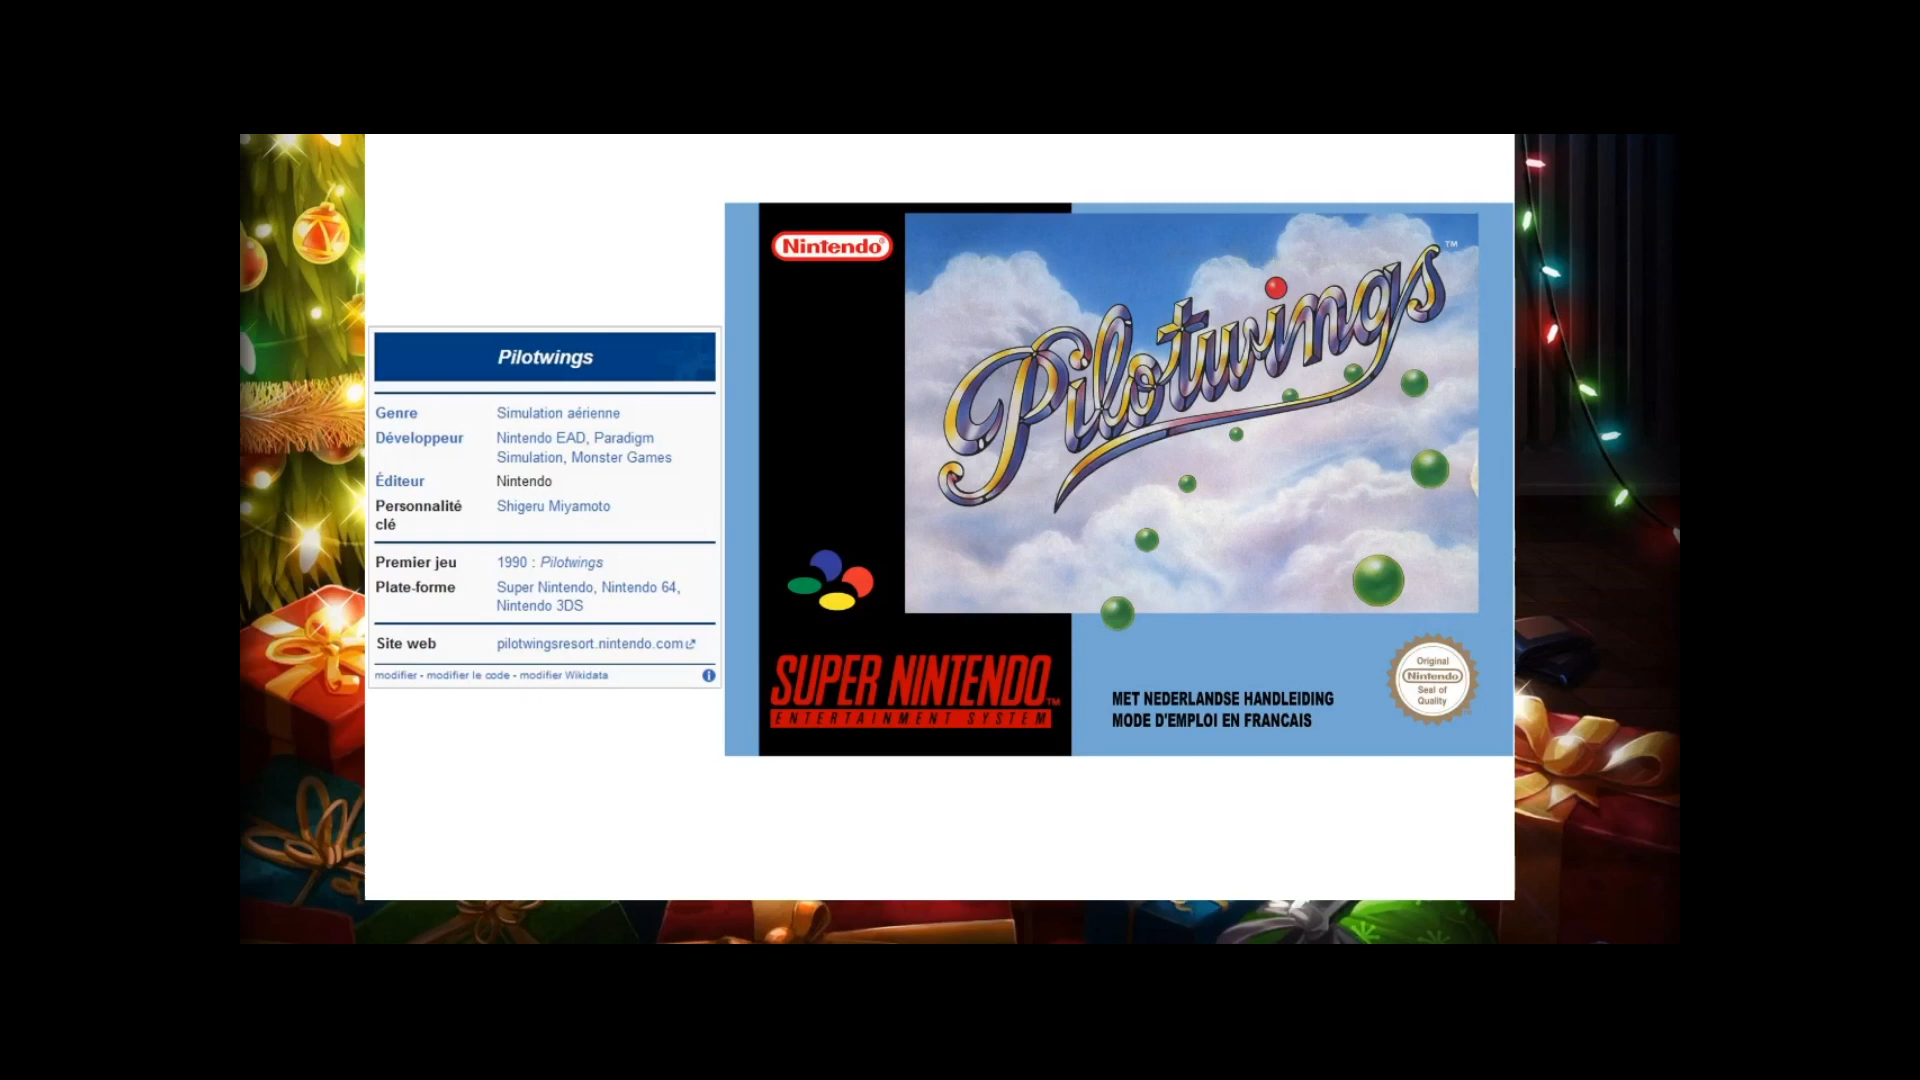 Pilotwings
Genre Simulation aérienne
Développeur Nintendo EAD, Paradigm
Simulation, Monster Games
Éditeur Nintendo
Personnalité Shigeru Miyamoto
clé
Premier jeu 1990 : Pilotwings
Plate-forme Super Nintendo, Nintendo 64,
Nintendo 3DS
Site web pilotwingsresort.nintendo.com
modifier - modifier le code - modifier Wikidata
Nintendo®
Pilotwings™
SUPER NINTENDO™
ENTERTAINMENT SYSTEM
MET NEDERLANDSE HANDLEIDING
MODE D'EMPLOI EN FRANCAIS
Original
Nintendo
Seal of
Quality